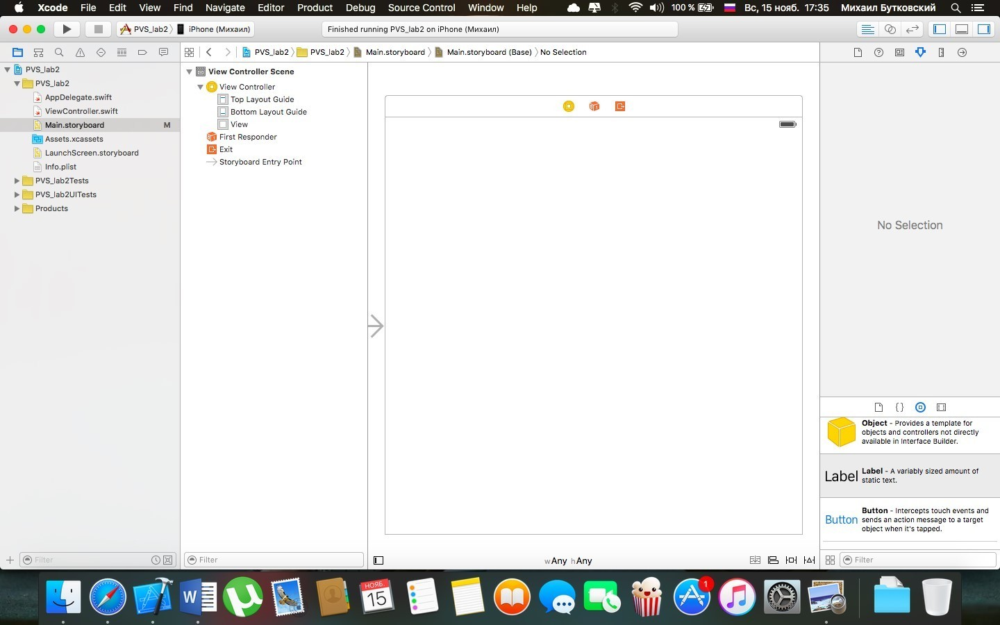 Xcode File Edit View Find Navigate Editor Product Debug Source Control Window Help 100 % Вс, 15 нояб. 17:35 Михаил Бутковский
PVS_lab2 iPhone (Михаил) Finished running PVS_lab2 on iPhone (Михаил)
PVS_lab2 PVS_lab2 Main.storyboard Main.storyboard (Base) No Selection
PVS_lab2
PVS_lab2
AppDelegate.swift
ViewController.swift
Main.storyboard M
Assets.xcassets
LaunchScreen.storyboard
Info.plist
PVS_lab2Tests
PVS_lab2UITests
Products
Filter
View Controller Scene
View Controller
Top Layout Guide
Bottom Layout Guide
View
First Responder
Exit
Storyboard Entry Point
Filter
wAny hAny
No Selection
Object - Provides a template for
objects and controllers not directly
available in Interface Builder.
Label
Label - A variably sized amount of
static text.
Button
Button - Intercepts touch events and
sends an action message to a target
object when it's tapped.
Filter
НОЯБ.
15
1